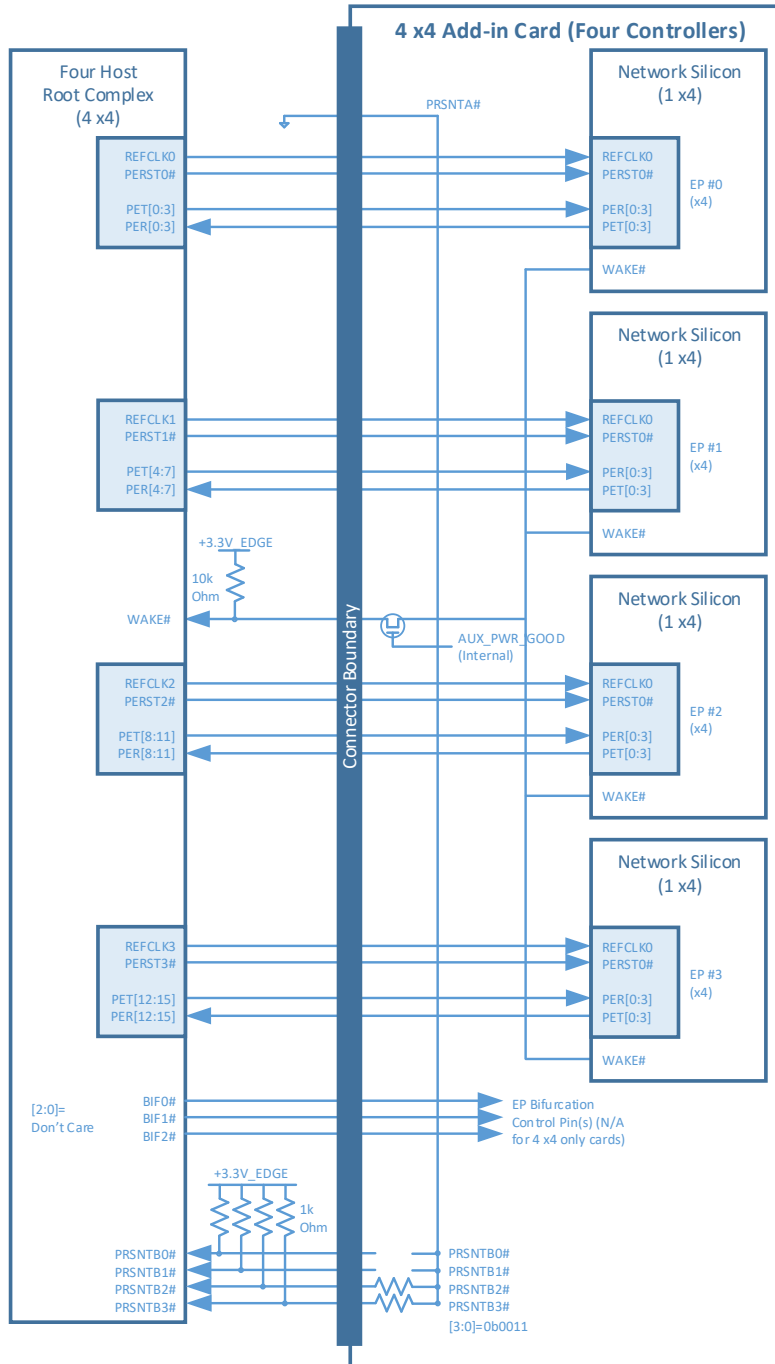 4 x4 Add-in Card (Four Controllers)
Four Host
Root Complex
(4 x4)
Network Silicon
(1 x4)
PRSNTA#
REFCLK0
PERST0#
PET[0:3]
PER[0:3]
REFCLK0
PERST0#
PER[0:3]
PET[0:3]
EP #0
(x4)
WAKE#
Network Silicon
(1 x4)
REFCLK1
PERST1#
PET[4:7]
PER[4:7]
REFCLK0
PERST0#
PER[0:3]
PET[0:3]
EP #1
(x4)
WAKE#
+3.3V_EDGE
10k
Ohm
WAKE#
Connector Boundary
AUX_PWR_GOOD
(Internal)
Network Silicon
(1 x4)
REFCLK2
PERST2#
PET[8:11]
PER[8:11]
REFCLK0
PERST0#
PER[0:3]
PET[0:3]
EP #2
(x4)
WAKE#
Network Silicon
(1 x4)
REFCLK3
PERST3#
PET[12:15]
PER[12:15]
REFCLK0
PERST0#
PER[0:3]
PET[0:3]
EP #3
(x4)
WAKE#
[2:0]=
Don't Care
BIF0#
BIF1#
BIF2#
EP Bifurcation
Control Pin(s) (N/A
for 4 x4 only cards)
+3.3V_EDGE
1k
Ohm
PRSNTB0#
PRSNTB1#
PRSNTB2#
PRSNTB3#
PRSNTB0#
PRSNTB1#
PRSNTB2#
PRSNTB3#
[3:0]=0b0011